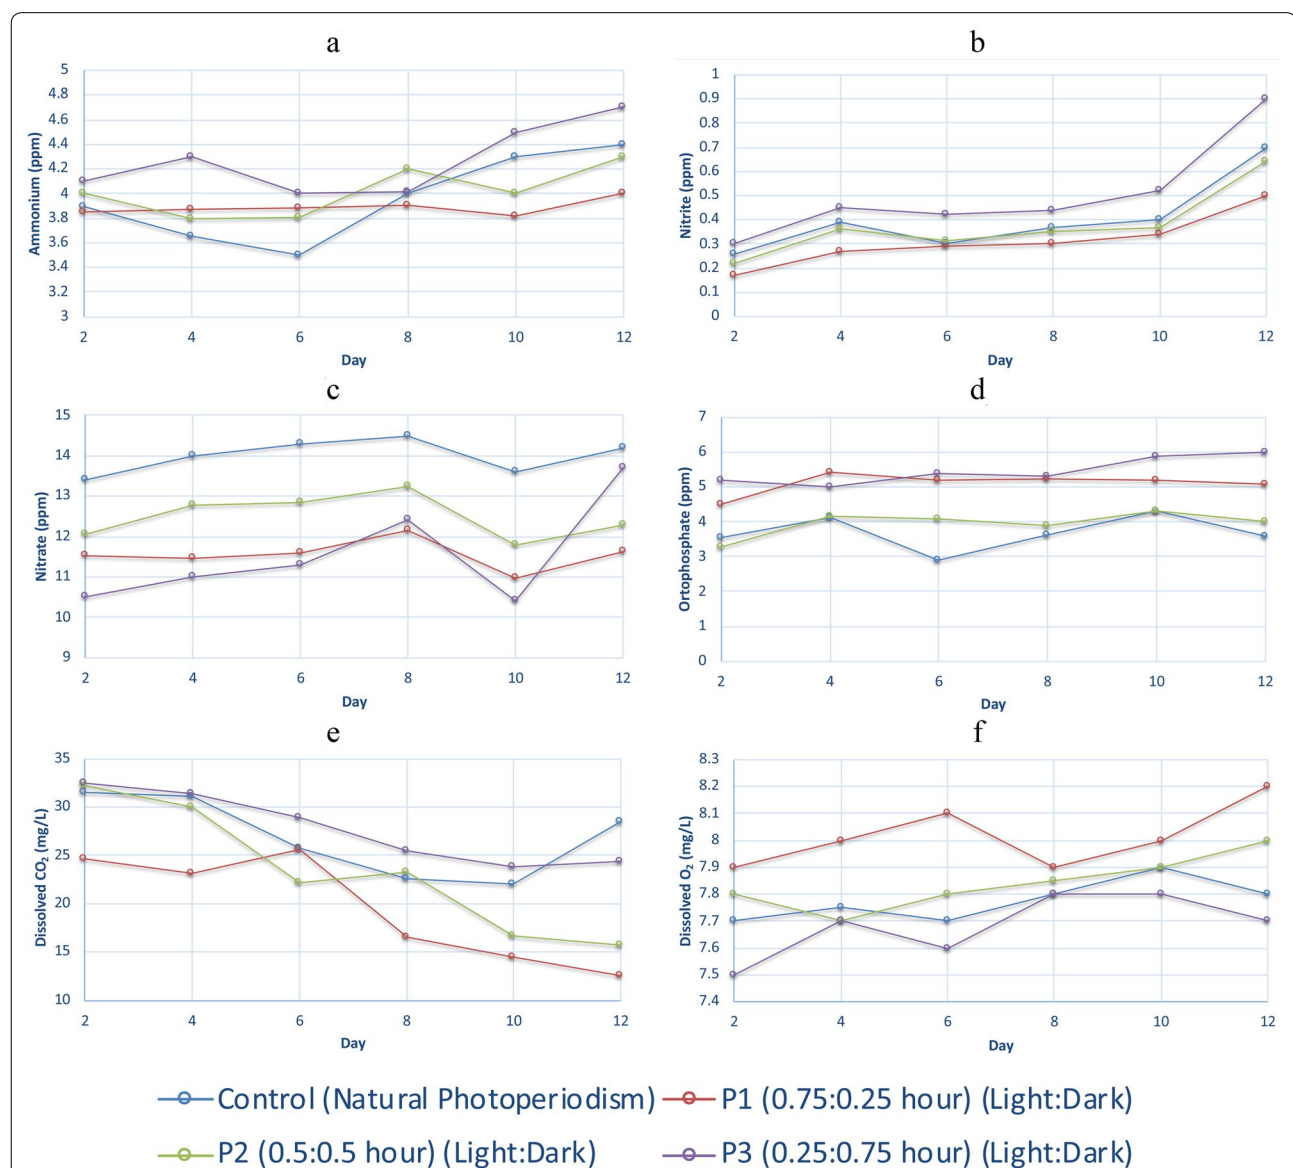 a
5
4.8
4.6
4.4
4.2
4
3.8
3.6
3.4
3.2
3
Ammonium (ppm)
2 4 6 8 10 12
Day
b
1
0.9
0.8
0.7
0.6
0.5
0.4
0.3
0.2
0.1
0
Nitrite (ppm)
2 4 6 8 10 12
Day
c
15
14
13
12
11
10
9
Nitrate (ppm)
2 4 6 8 10 12
Day
d
7
6
5
4
3
2
1
0
Ortophosphate (ppm)
2 4 6 8 10 12
Day
e
35
30
25
20
15
10
Dissolved CO₂ (mg/L)
2 4 6 8 10 12
Day
f
8.3
8.2
8.1
8
7.9
7.8
7.7
7.6
7.5
7.4
Dissolved O₂ (mg/L)
2 4 6 8 10 12
Day
Control (Natural Photoperiodism) P1 (0.75:0.25 hour) (Light:Dark)
P2 (0.5:0.5 hour) (Light:Dark) P3 (0.25:0.75 hour) (Light:Dark)